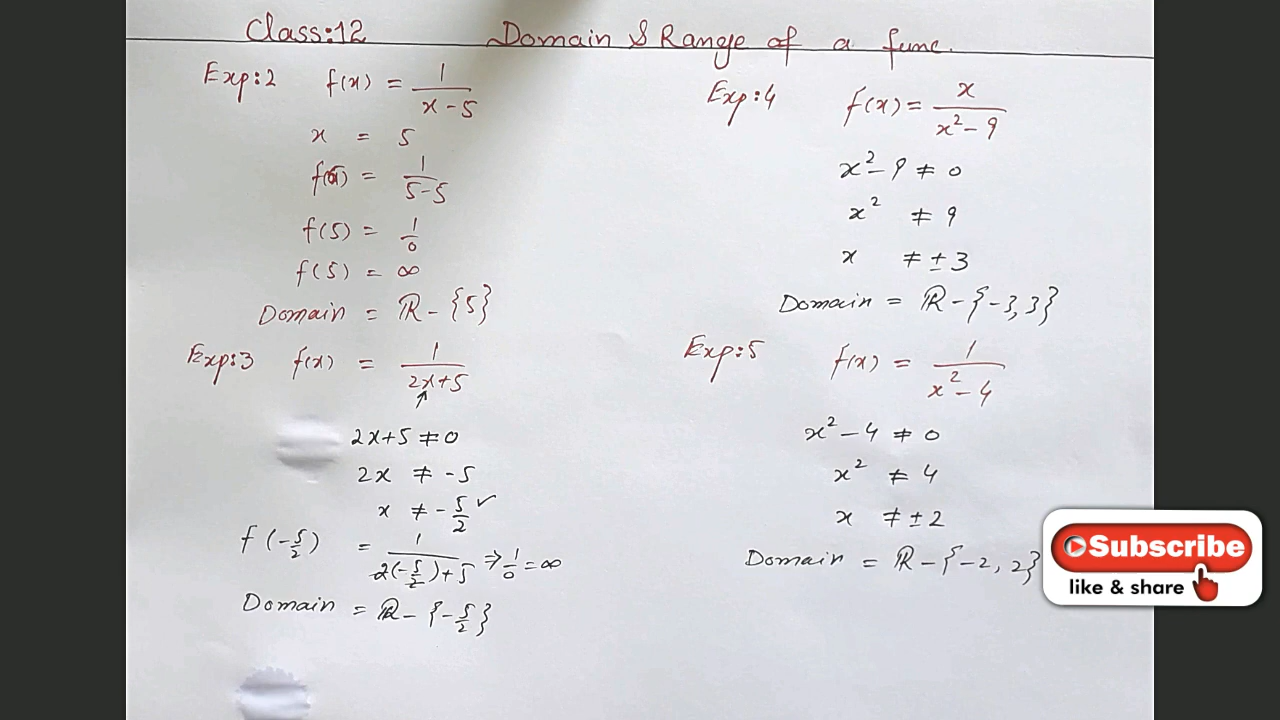 Class:12 Domain & Range of a func.
Exp:2 f(x) = 1/(x - 5)
x = 5
f(5) = 1/(5-5)
f(5) = 1/0
f(5) = ∞
Domain = ℝ - {5}
Exp:3 f(x) = 1/(2x+5)
↑
2x+5 ≠ 0
2x ≠ -5
x ≠ -5/2 ✓
f(-5/2) = 1/(2(-5/2)+5) ⇒ 1/0 = ∞
Domain = ℝ - {-5/2}
Exp:4 f(x) = x/(x² - 9)
x² - 9 ≠ 0
x² ≠ 9
x ≠ ±3
Domain = ℝ - {-3, 3}
Exp:5 f(x) = 1/(x² - 4)
x² - 4 ≠ 0
x² ≠ 4
x ≠ ±2
Domain = ℝ - {-2, 2}
Subscribe
like & share